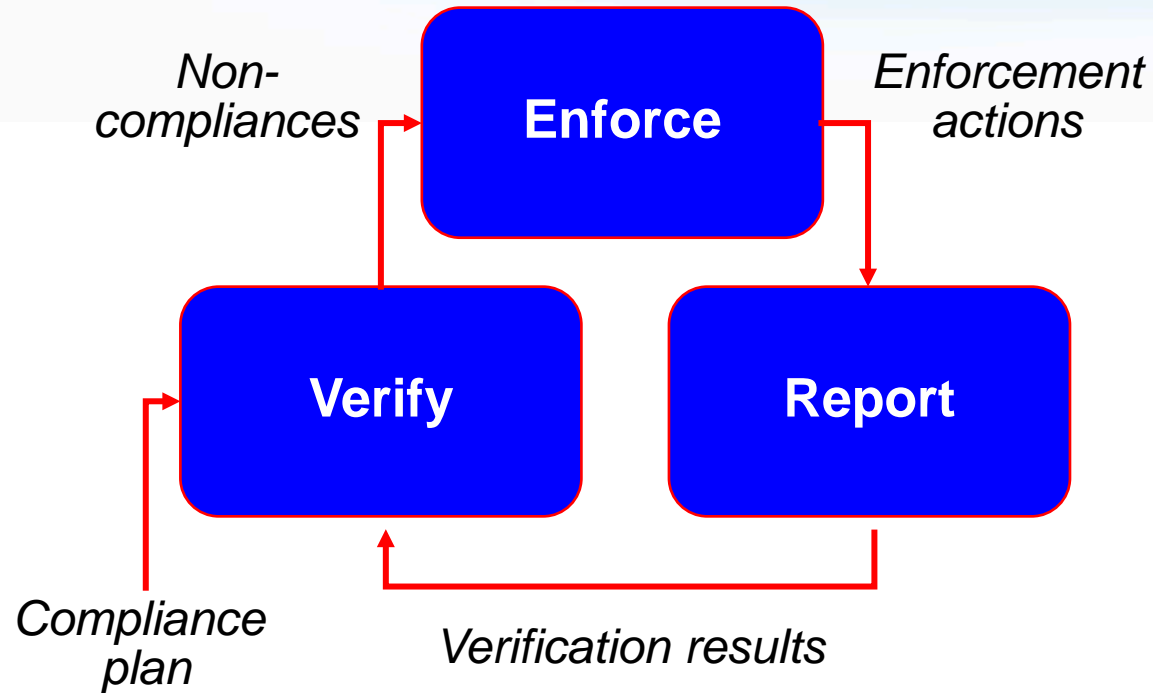 Non-
compliances
Enforce
Enforcement
actions
Verify
Report
Compliance
plan
Verification results